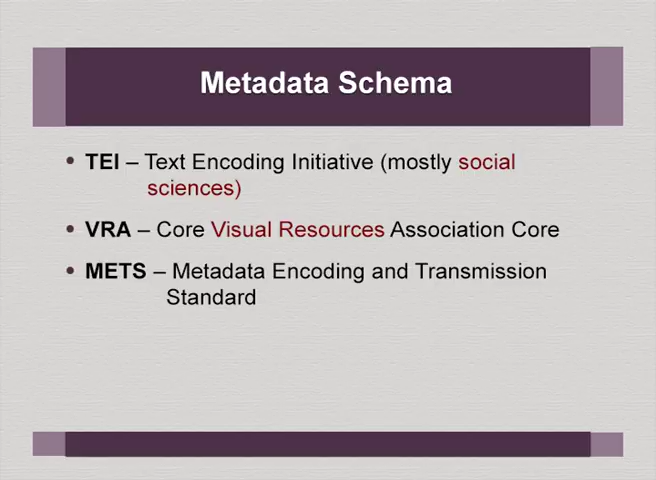 Metadata Schema
• TEI – Text Encoding Initiative (mostly social
sciences)
• VRA – Core Visual Resources Association Core
• METS – Metadata Encoding and Transmission
Standard